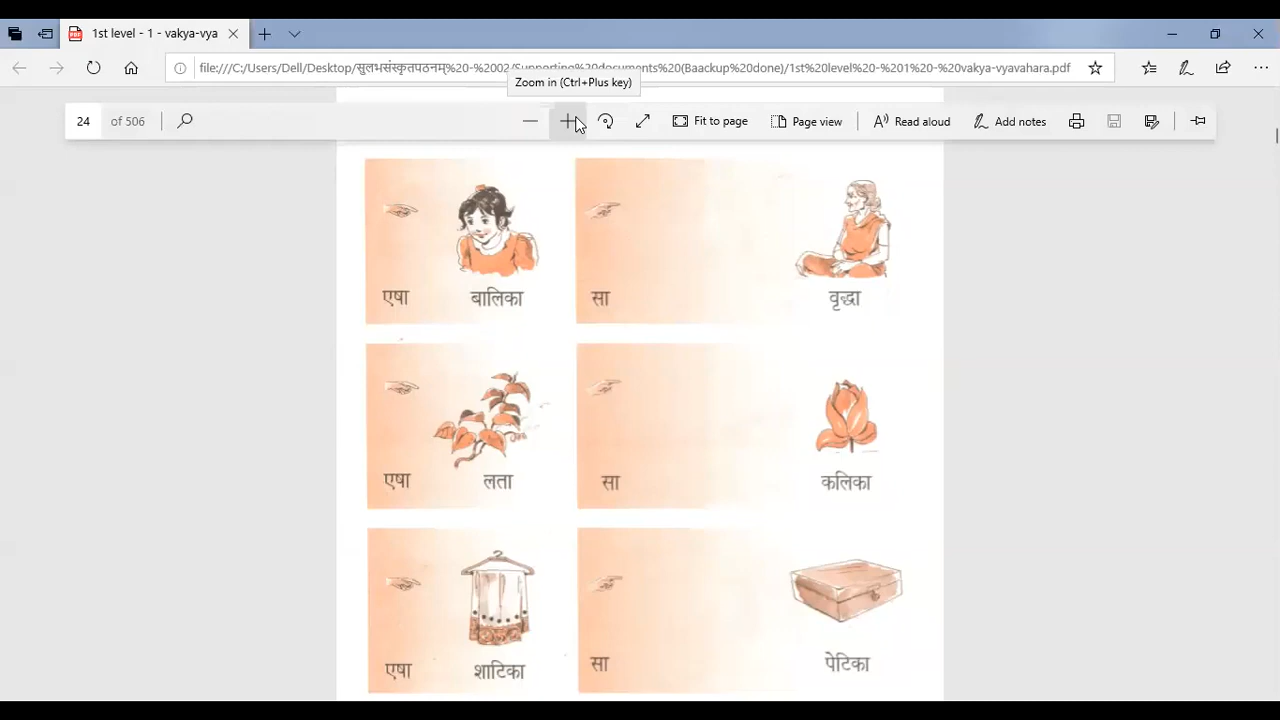 1st level - 1 - vakya-vya
file:///C:/Users/Dell/Desktop/सुलभसंस्कृतपठनम्%20-%2002/Supporting%20documents%20(Baackup%20done)/1st%20level%20-%201%20-%20vakya-vyavahara.pdf
Zoom in (Ctrl+Plus key)
24 of 506 Fit to page Page view Read aloud Add notes
एषा बालिका सा वृद्धा
एषा लता सा कलिका
एषा शाटिका सा पेटिका